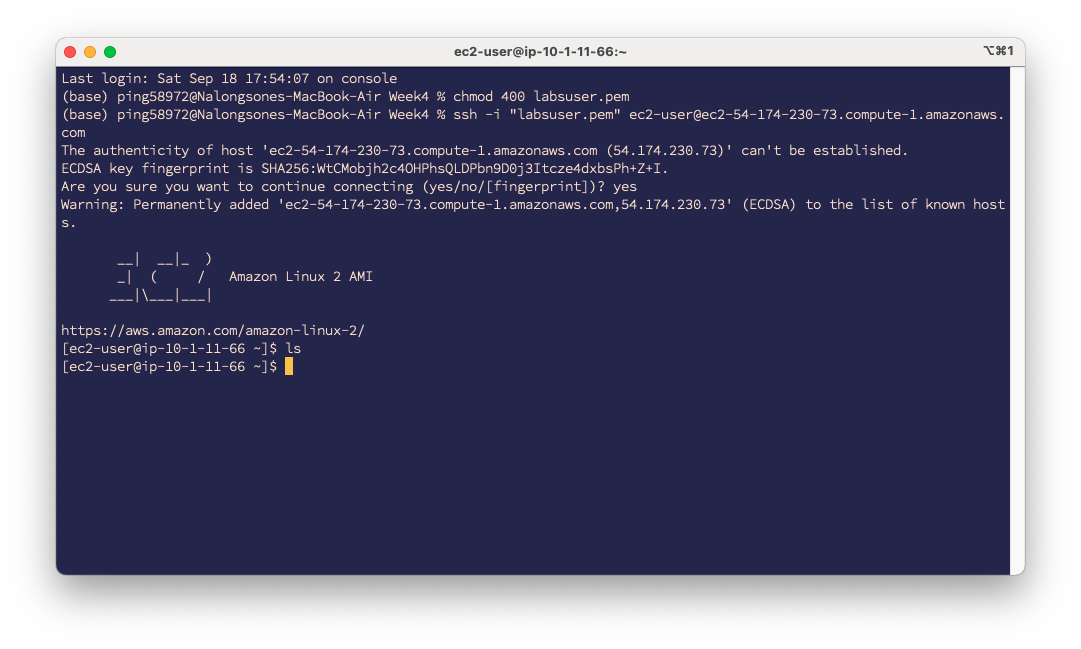 ec2-user@ip-10-1-11-66:~
⌥⌘1
Last login: Sat Sep 18 17:54:07 on console
(base) ping58972@Nalongsones-MacBook-Air Week4 % chmod 400 labsuser.pem
(base) ping58972@Nalongsones-MacBook-Air Week4 % ssh -i "labsuser.pem" ec2-user@ec2-54-174-230-73.compute-1.amazonaws.
com
The authenticity of host 'ec2-54-174-230-73.compute-1.amazonaws.com (54.174.230.73)' can't be established.
ECDSA key fingerprint is SHA256:WtCMobjh2c4OHPhsQLDPbn9D0j3Itcze4dxbsPh+Z+I.
Are you sure you want to continue connecting (yes/no/[fingerprint])? yes
Warning: Permanently added 'ec2-54-174-230-73.compute-1.amazonaws.com,54.174.230.73' (ECDSA) to the list of known host
s.
       __|  __|_  )
       _|  (     /   Amazon Linux 2 AMI
      ___|\___|___|
https://aws.amazon.com/amazon-linux-2/
[ec2-user@ip-10-1-11-66 ~]$ ls
[ec2-user@ip-10-1-11-66 ~]$